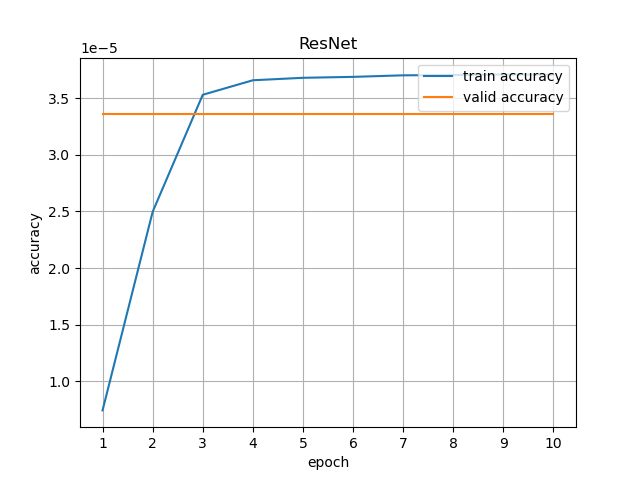 ResNet
1e−5
train accuracy
valid accuracy
3.5
3.0
2.5
2.0
1.5
1.0
accuracy
1 2 3 4 5 6 7 8 9 10
epoch